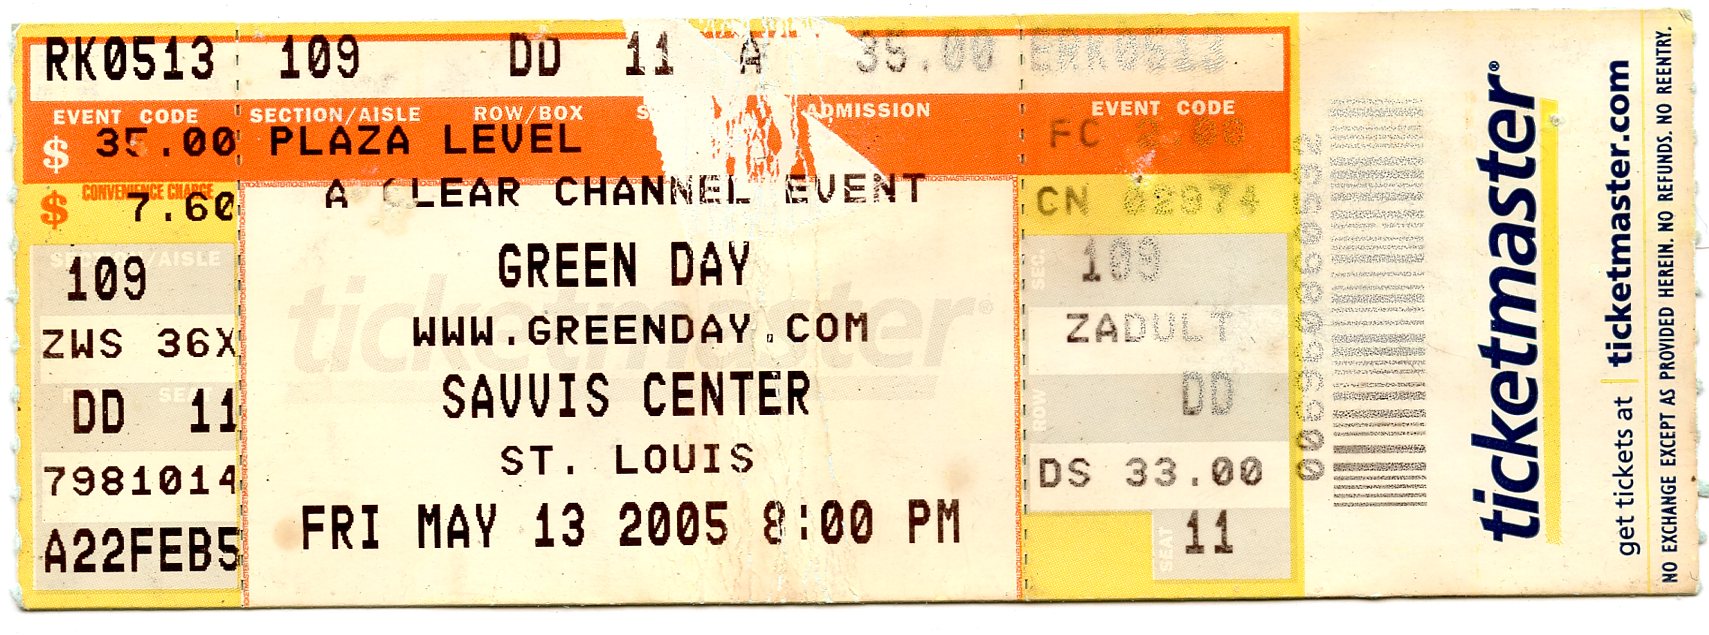 RK0513 109 DD 11 A 35.00 ERK0513
EVENT CODE SECTION/AISLE ROW/BOX ADMISSION EVENT CODE
$ 35.00 PLAZA LEVEL FC
CONVENIENCE CHARGE
$ 7.60 A CLEAR CHANNEL EVENT CN 02974
SECTION/AISLE
109 GREEN DAY SEC. 109
ticketmaster®
ZWS 36X WWW.GREENDAY.COM ZADULT
SEAT
DD 11 SAVVIS CENTER ROW DD
7981014 ST. LOUIS DS 33.00
A22FEB5 FRI MAY 13 2005 8:00 PM SEAT 11
ticketmaster®
get tickets at | ticketmaster.com
NO EXCHANGE EXCEPT AS PROVIDED HEREIN. NO REFUNDS. NO REENTRY.